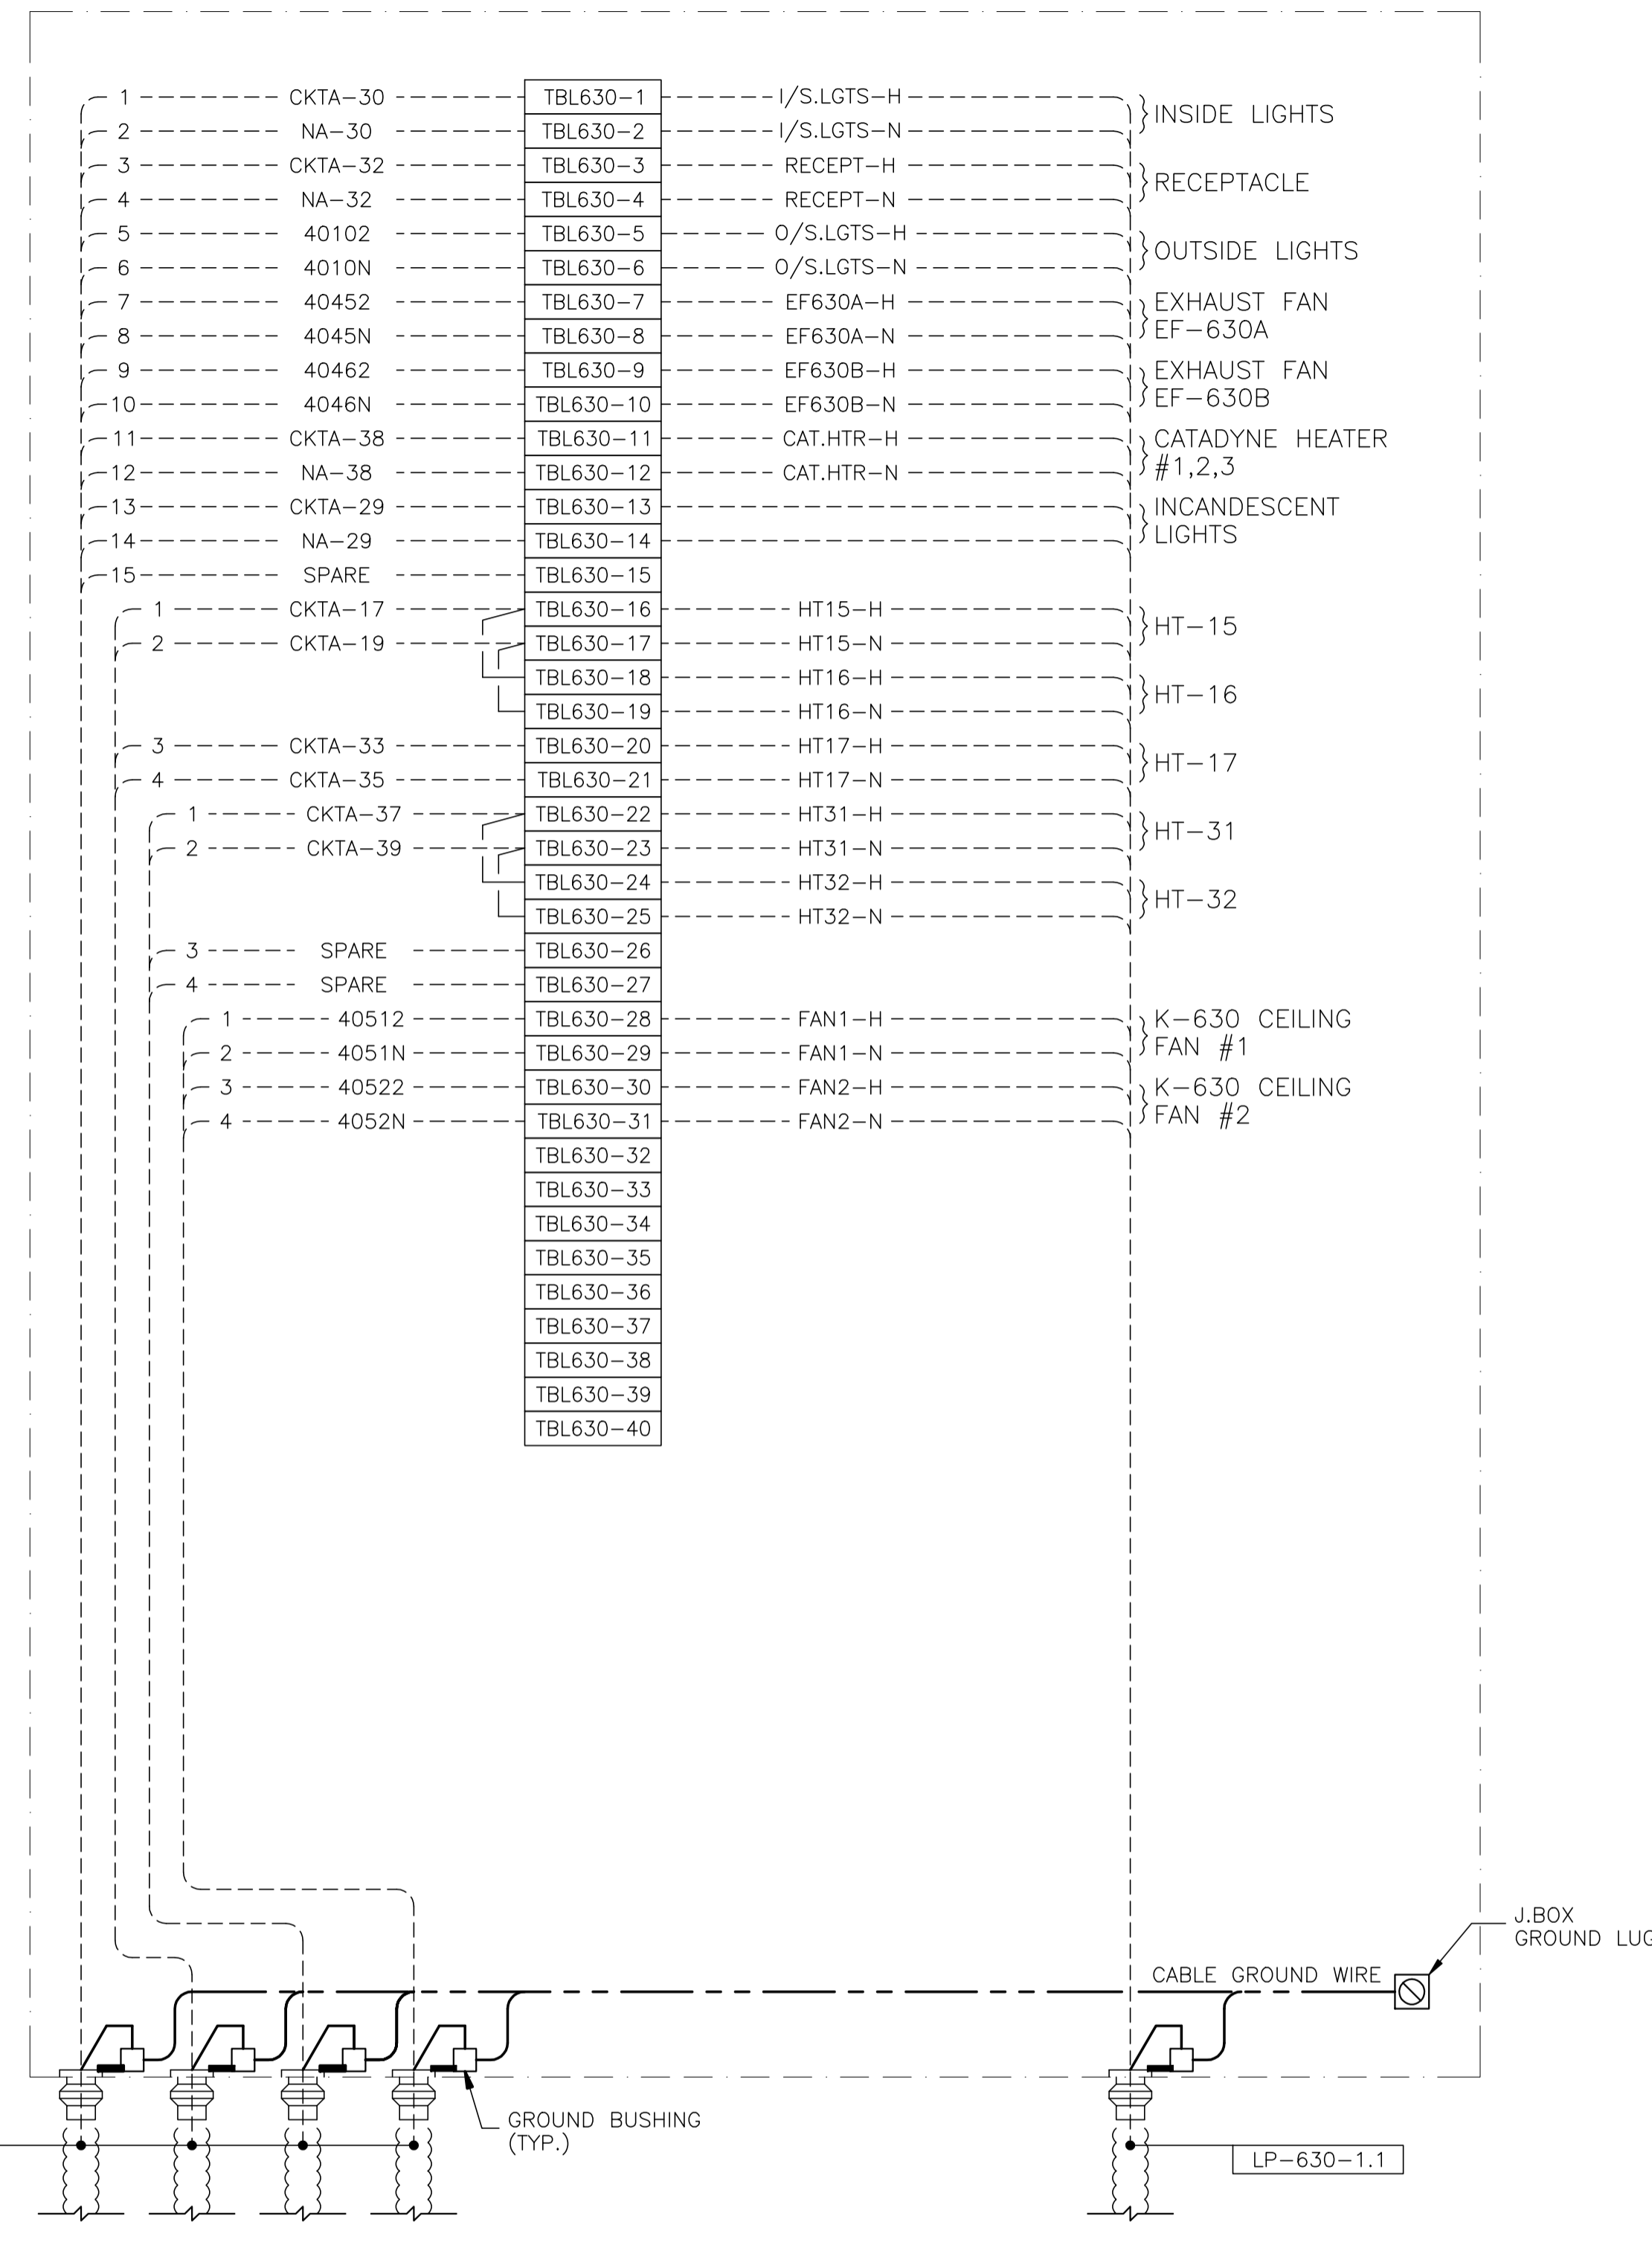 1 CKTA-30 TBL630-1 I/S.LGTS-H
INSIDE LIGHTS
2 NA-30 TBL630-2 I/S.LGTS-N
3 CKTA-32 TBL630-3 RECEPT-H
RECEPTACLE
4 NA-32 TBL630-4 RECEPT-N
5 40102 TBL630-5 O/S.LGTS-H
OUTSIDE LIGHTS
6 4010N TBL630-6 O/S.LGTS-N
7 40452 TBL630-7 EF630A-H EXHAUST FAN
EF-630A
8 4045N TBL630-8 EF630A-N
9 40462 TBL630-9 EF630B-H EXHAUST FAN
EF-630B
10 4046N TBL630-10 EF630B-N
11 CKTA-38 TBL630-11 CAT.HTR-H CATADYNE HEATER
#1,2,3
12 NA-38 TBL630-12 CAT.HTR-N
13 CKTA-29 TBL630-13 INCANDESCENT
LIGHTS
14 NA-29 TBL630-14
15 SPARE TBL630-15
1 CKTA-17 TBL630-16 HT15-H
HT-15
2 CKTA-19 TBL630-17 HT15-N
TBL630-18 HT16-H
HT-16
TBL630-19 HT16-N
3 CKTA-33 TBL630-20 HT17-H
HT-17
4 CKTA-35 TBL630-21 HT17-N
1 CKTA-37 TBL630-22 HT31-H
HT-31
2 CKTA-39 TBL630-23 HT31-N
TBL630-24 HT32-H
HT-32
TBL630-25 HT32-N
3 SPARE TBL630-26
4 SPARE TBL630-27
1 40512 TBL630-28 FAN1-H K-630 CEILING
FAN #1
2 4051N TBL630-29 FAN1-N
3 40522 TBL630-30 FAN2-H K-630 CEILING
FAN #2
4 4052N TBL630-31 FAN2-N
TBL630-32
TBL630-33
TBL630-34
TBL630-35
TBL630-36
TBL630-37
TBL630-38
TBL630-39
TBL630-40
J.BOX
GROUND LUG
CABLE GROUND WIRE
GROUND BUSHING
(TYP.)
LP-630-1.1